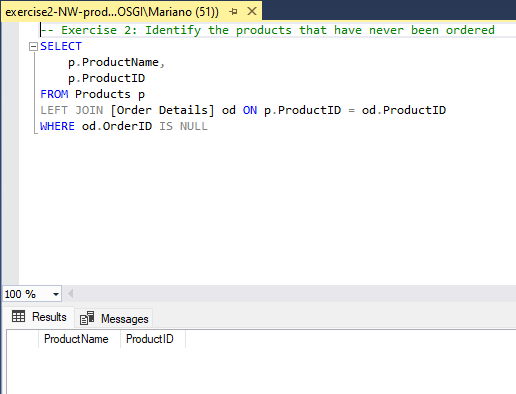 exercise2-NW-prod...OSGI\Mariano (51))
-- Exercise 2: Identify the products that have never been ordered
SELECT
p.ProductName,
p.ProductID
FROM Products p
LEFT JOIN [Order Details] od ON p.ProductID = od.ProductID
WHERE od.OrderID IS NULL
100 %
Results Messages
ProductName ProductID